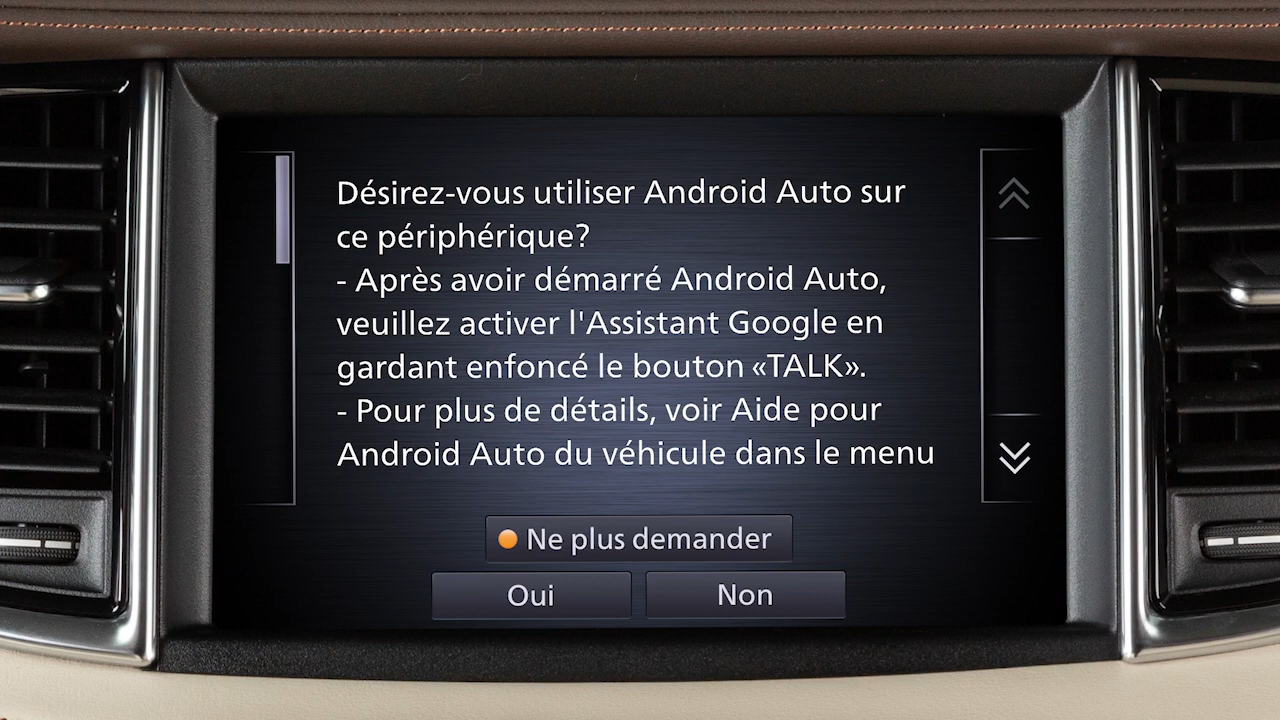 Désirez-vous utiliser Android Auto sur
ce périphérique?
- Après avoir démarré Android Auto,
veuillez activer l'Assistant Google en
gardant enfoncé le bouton «TALK».
- Pour plus de détails, voir Aide pour
Android Auto du véhicule dans le menu
Ne plus demander
Oui Non